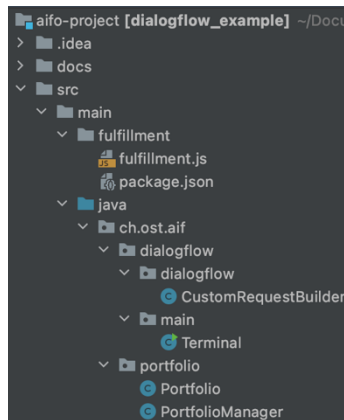 aifo-project [dialogflow_example] ~/Docu
.idea
docs
src
main
fulfillment
JS fulfillment.js
package.json
java
ch.ost.aif
dialogflow
dialogflow
C CustomRequestBuilder
main
C Terminal
portfolio
C Portfolio
C PortfolioManager